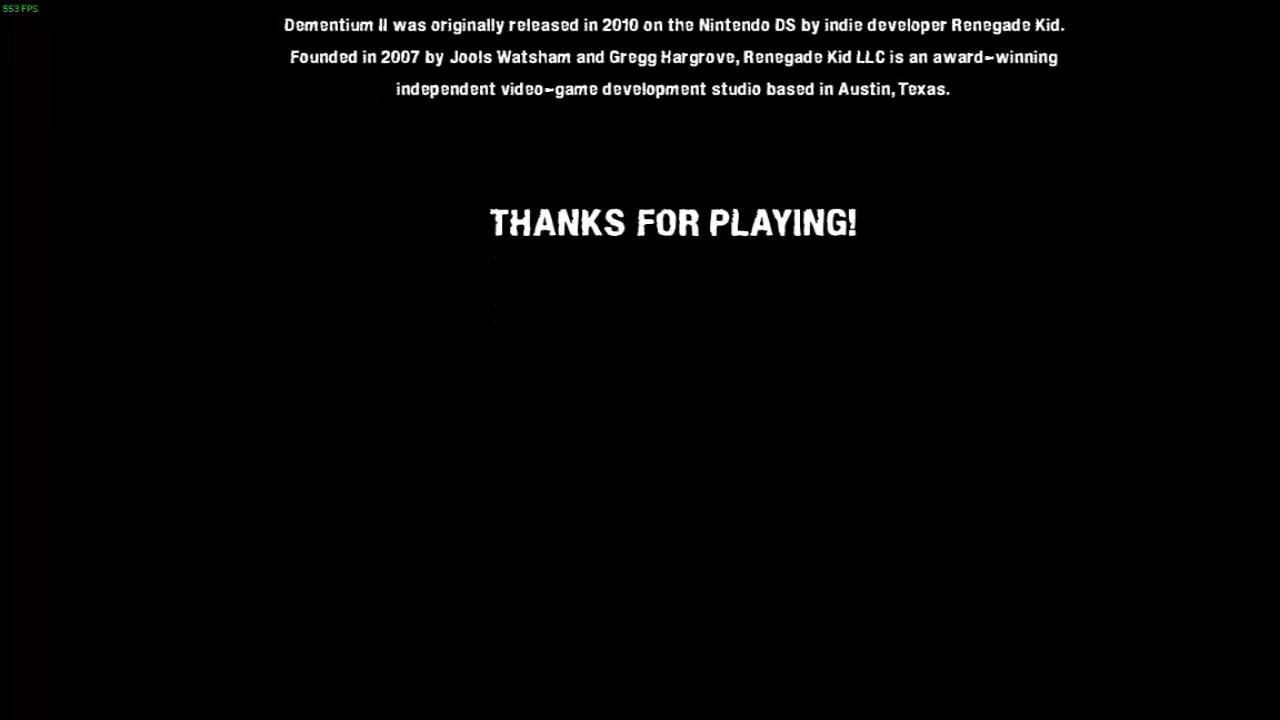 553 FPS
Dementium II was originally released in 2010 on the Nintendo DS by indie developer Renegade Kid.
Founded in 2007 by Jools Watsham and Gregg Hargrove, Renegade Kid LLC is an award-winning
independent video-game development studio based in Austin, Texas.
THANKS FOR PLAYING!